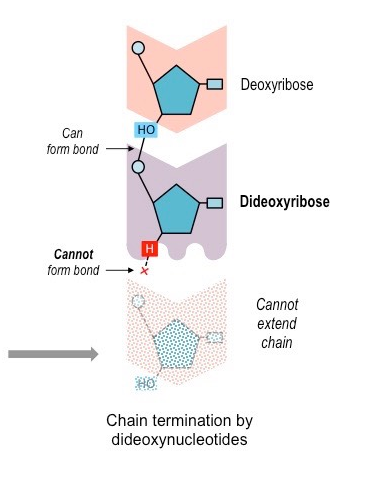 Deoxyribose
HO
Can
form bond
Dideoxyribose
H
Cannot
form bond
x
Cannot
extend
chain
HO
Chain termination by
dideoxynucleotides